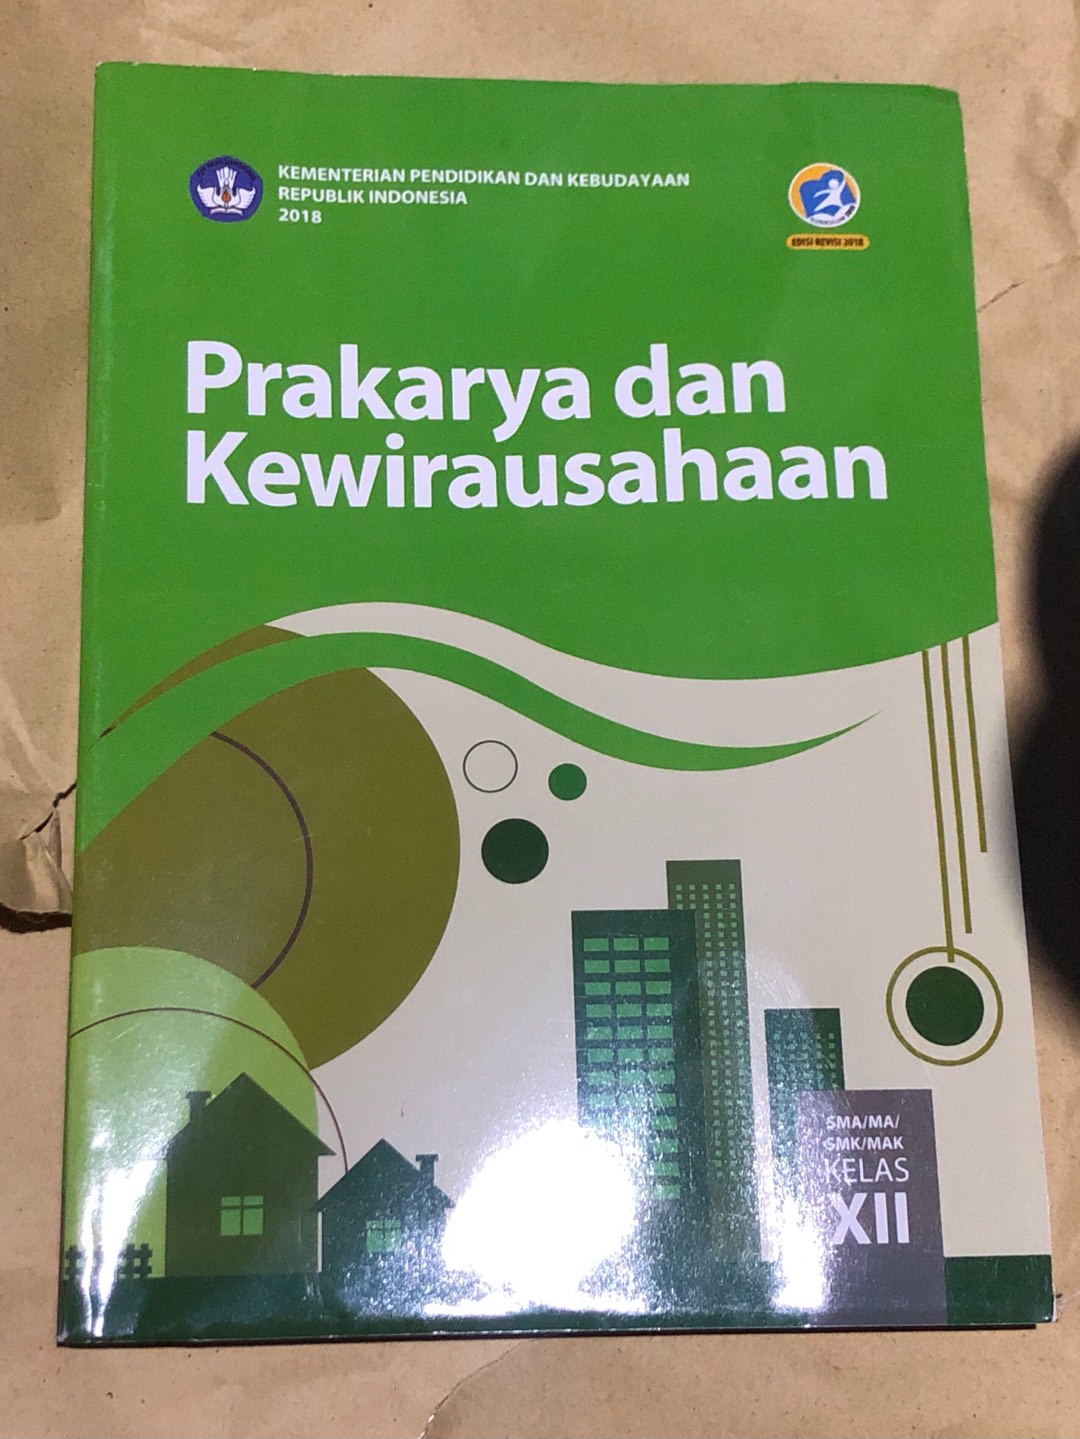 KEMENTERIAN PENDIDIKAN DAN KEBUDAYAAN
REPUBLIK INDONESIA
2018
EDISI REVISI 2018
Prakarya dan
Kewirausahaan
SMA/MA/
SMK/MAK
KELAS
XII